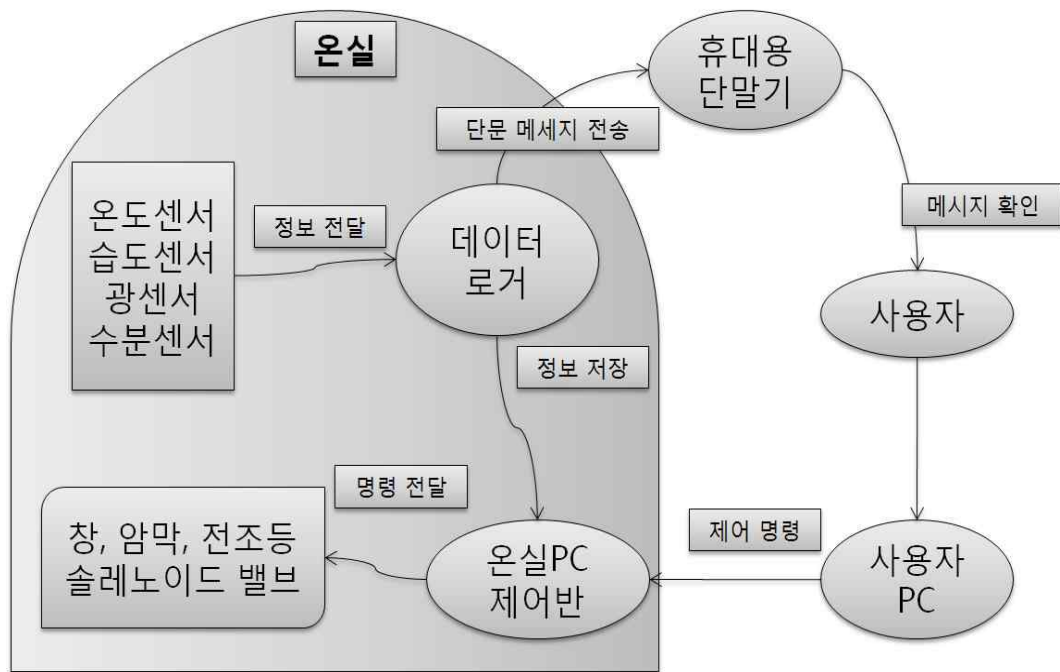 온실
휴대용
단말기
단문 메세지 전송
온도센서
습도센서
광센서
수분센서
정보 전달
데이터
로거
메시지 확인
사용자
정보 저장
명령 전달
창, 암막, 전조등
솔레노이드 밸브
온실PC
제어반
제어 명령
사용자
PC